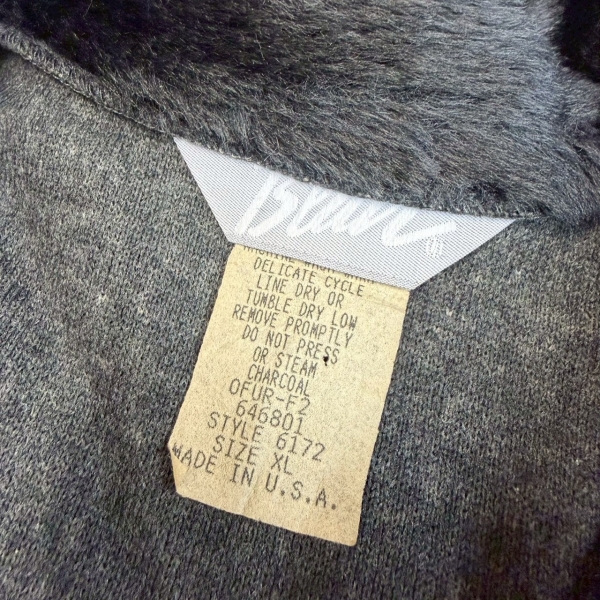 Blair ®
DELICATE CYCLE
LINE DRY OR
TUMBLE DRY LOW
REMOVE PROMPTLY
DO NOT PRESS
OR STEAM
CHARCOAL
OFUR-F2
646801
STYLE 6172
SIZE XL
MADE IN U.S.A.